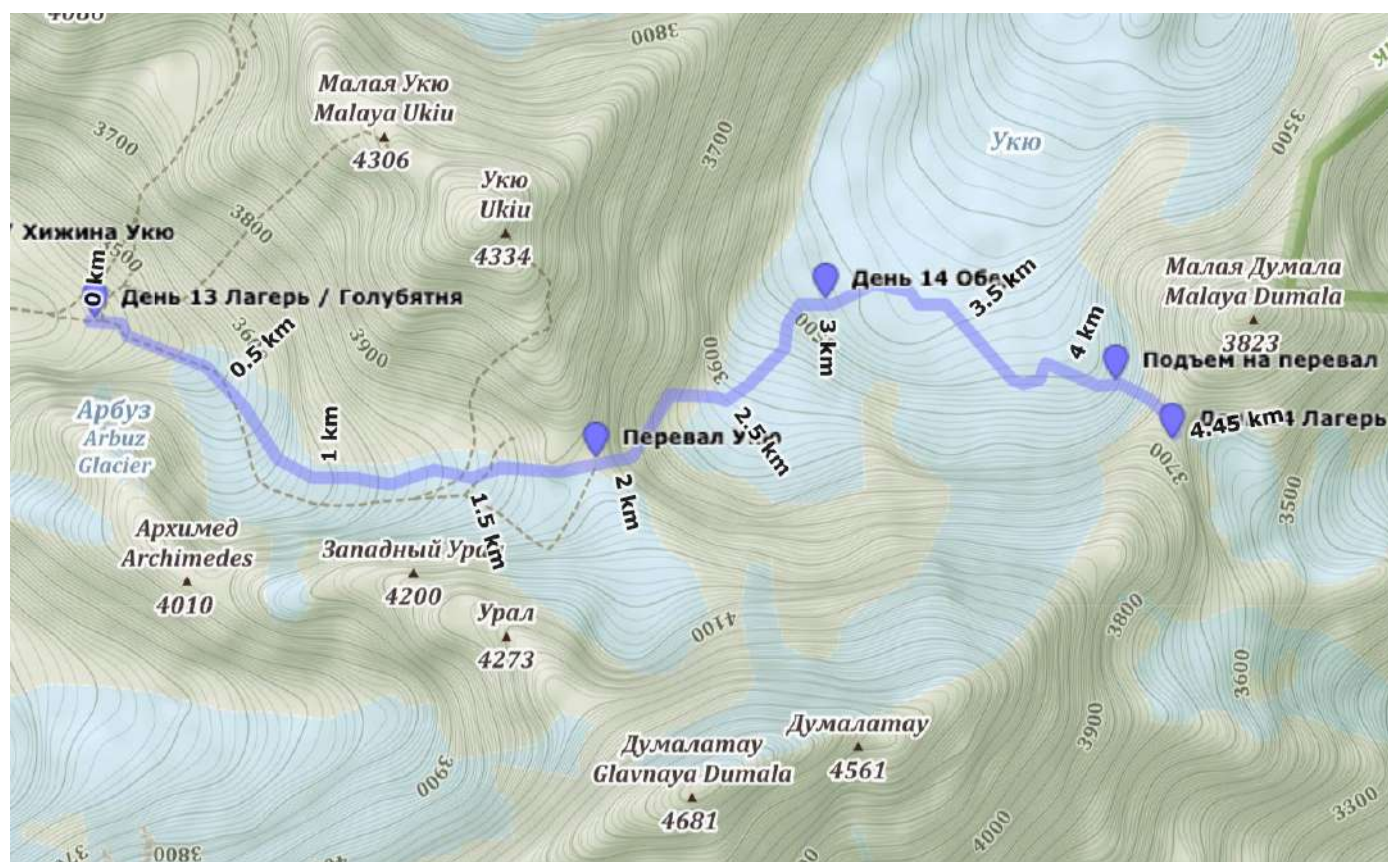 3800
Малая Укю
Malaya Ukiu
4306
3700
3700
3500
Укю
Укю
Ukiu
4334
3800
Хижина Укю
0 km
День 13 Лагерь / Голубятня
День 14
3.5 km
Малая Думала
Malaya Dumala
3823
0.5 km
3900
3 km
4 km
3600
Подъем на перевал
Арбуз
Arbuz
Glacier
1 km
Перевал
2.5 km
4.45 km
Лагерь
3700
1.5 km
2 km
3500
Архимед
Archimedes
4010
Западный
4200
Урал
4273
4100
3800
3600
3900
3900
Думалатау
4561
Думалатау
Glavnaya Dumala
4681
4000
3300
3800